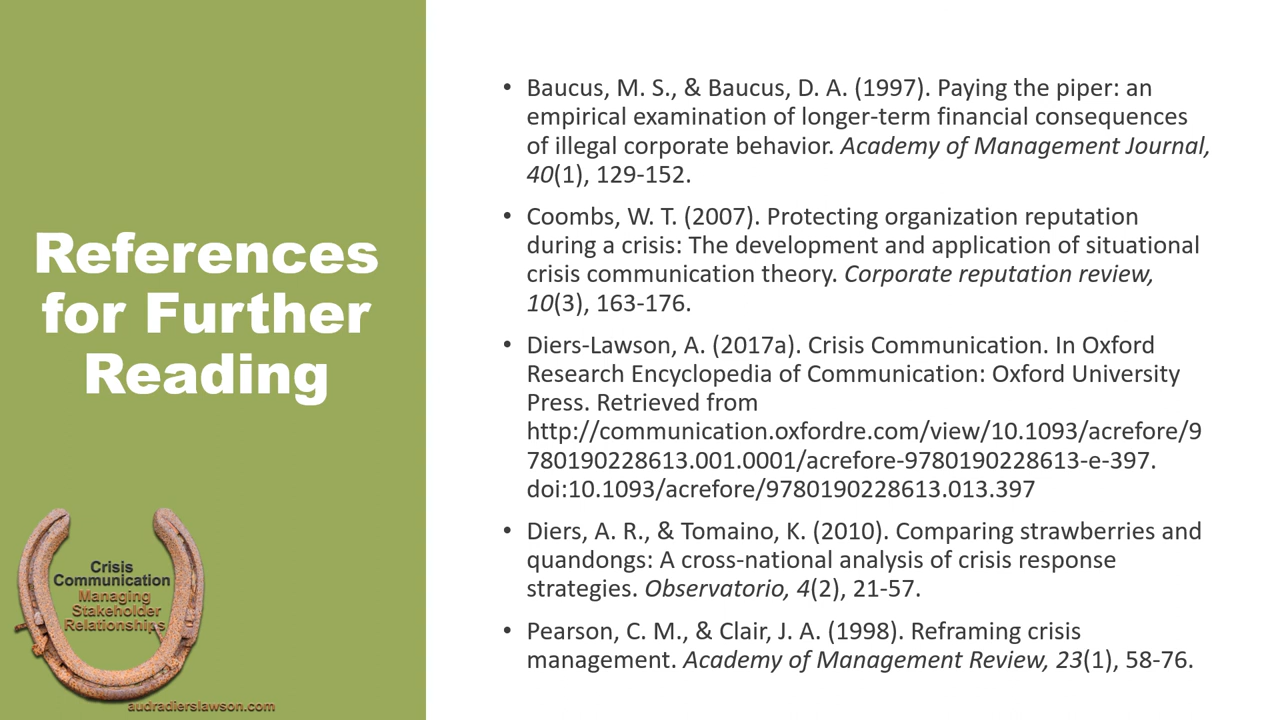 References
for Further
Reading
Crisis
Communication
Managing
Stakeholder
Relationships
audradierslawson.com
• Baucus, M. S., & Baucus, D. A. (1997). Paying the piper: an
empirical examination of longer-term financial consequences
of illegal corporate behavior. Academy of Management Journal,
40(1), 129-152.
• Coombs, W. T. (2007). Protecting organization reputation
during a crisis: The development and application of situational
crisis communication theory. Corporate reputation review,
10(3), 163-176.
• Diers-Lawson, A. (2017a). Crisis Communication. In Oxford
Research Encyclopedia of Communication: Oxford University
Press. Retrieved from
http://communication.oxfordre.com/view/10.1093/acrefore/9
780190228613.001.0001/acrefore-9780190228613-e-397.
doi:10.1093/acrefore/9780190228613.013.397
• Diers, A. R., & Tomaino, K. (2010). Comparing strawberries and
quandongs: A cross-national analysis of crisis response
strategies. Observatorio, 4(2), 21-57.
• Pearson, C. M., & Clair, J. A. (1998). Reframing crisis
management. Academy of Management Review, 23(1), 58-76.